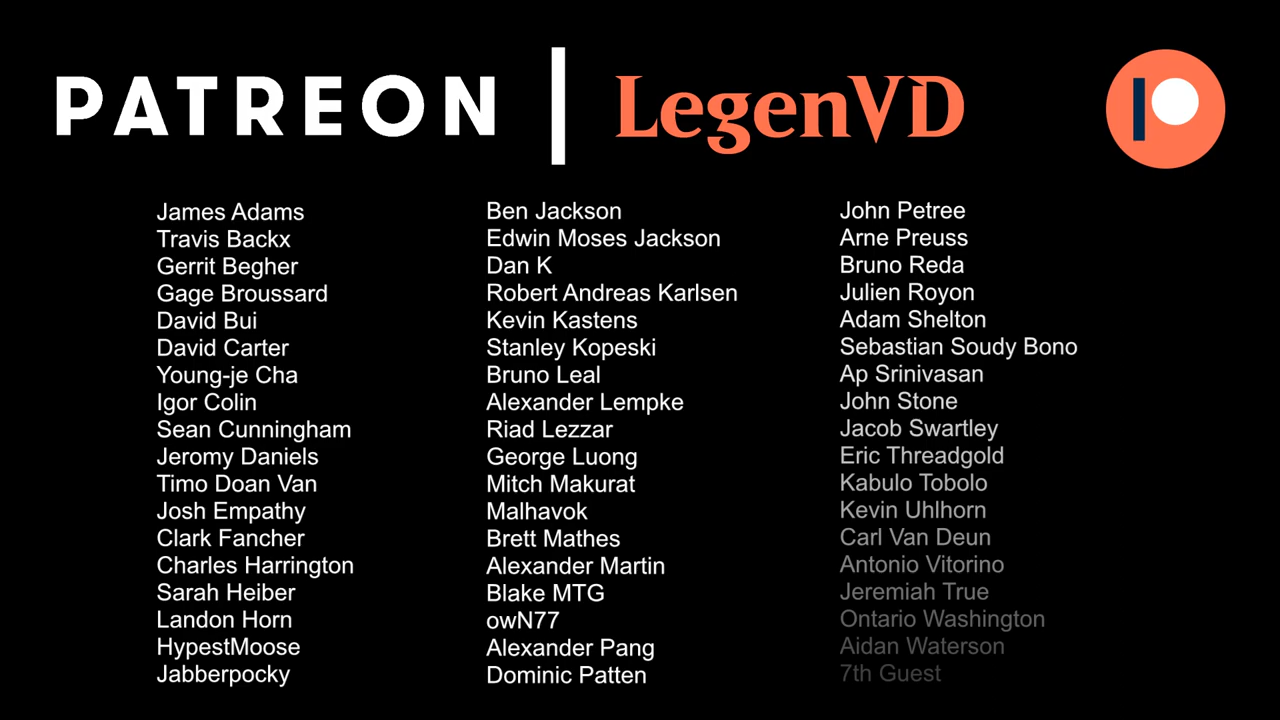 PATREON | LegenVD
James Adams
Travis Backx
Gerrit Begher
Gage Broussard
David Bui
David Carter
Young-je Cha
Igor Colin
Sean Cunningham
Jeromy Daniels
Timo Doan Van
Josh Empathy
Clark Fancher
Charles Harrington
Sarah Heiber
Landon Horn
HypestMoose
Jabberpocky
Ben Jackson
Edwin Moses Jackson
Dan K
Robert Andreas Karlsen
Kevin Kastens
Stanley Kopeski
Bruno Leal
Alexander Lempke
Riad Lezzar
George Luong
Mitch Makurat
Malhavok
Brett Mathes
Alexander Martin
Blake MTG
owN77
Alexander Pang
Dominic Patten
John Petree
Arne Preuss
Bruno Reda
Julien Royon
Adam Shelton
Sebastian Soudy Bono
Ap Srinivasan
John Stone
Jacob Swartley
Eric Threadgold
Kabulo Tobolo
Kevin Uhlhorn
Carl Van Deun
Antonio Vitorino
Jeremiah True
Ontario Washington
Aidan Waterson
7th Guest